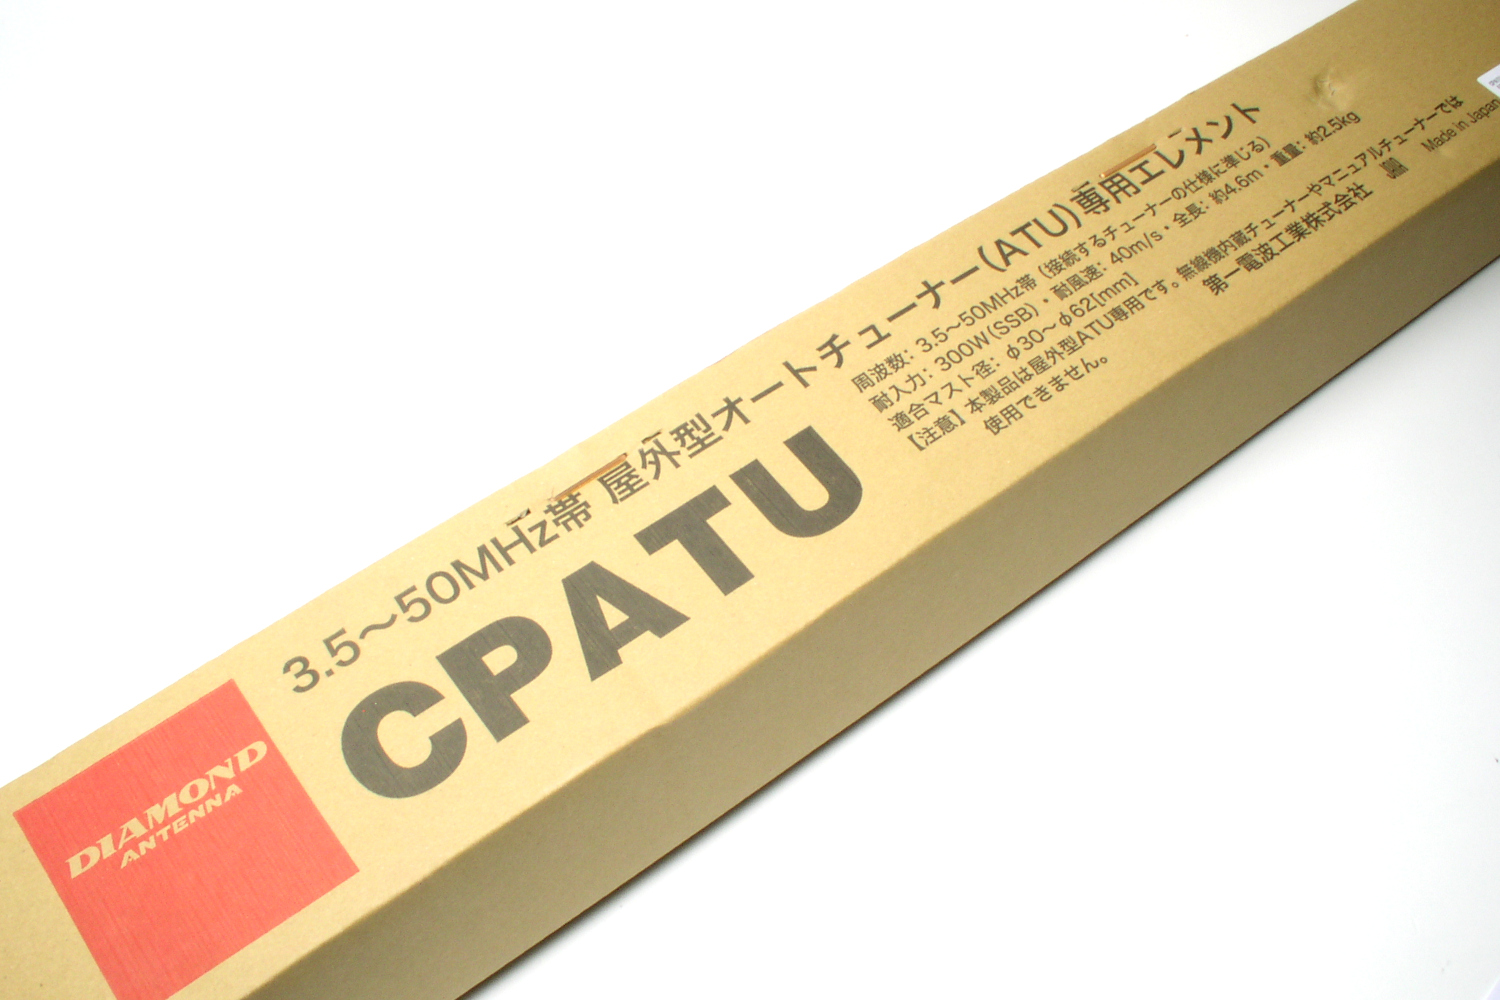 DIAMOND
ANTENNA
3.5～50MHz帯 屋外型オートチューナー(ATU)専用エレメント
CPATU
周波数：3.5～50MHz帯（接続するチューナーの仕様に準じる）
耐入力：300W(SSB)・耐風速：40m/s・全長：約4.6m・重量：約2.5kg
適合マスト径：φ30～φ62[mm]
【注意】本製品は屋外型ATU専用です。無線機内蔵チューナーやマニュアルチューナーでは
使用できません。
第一電波工業株式会社
Made in Japan